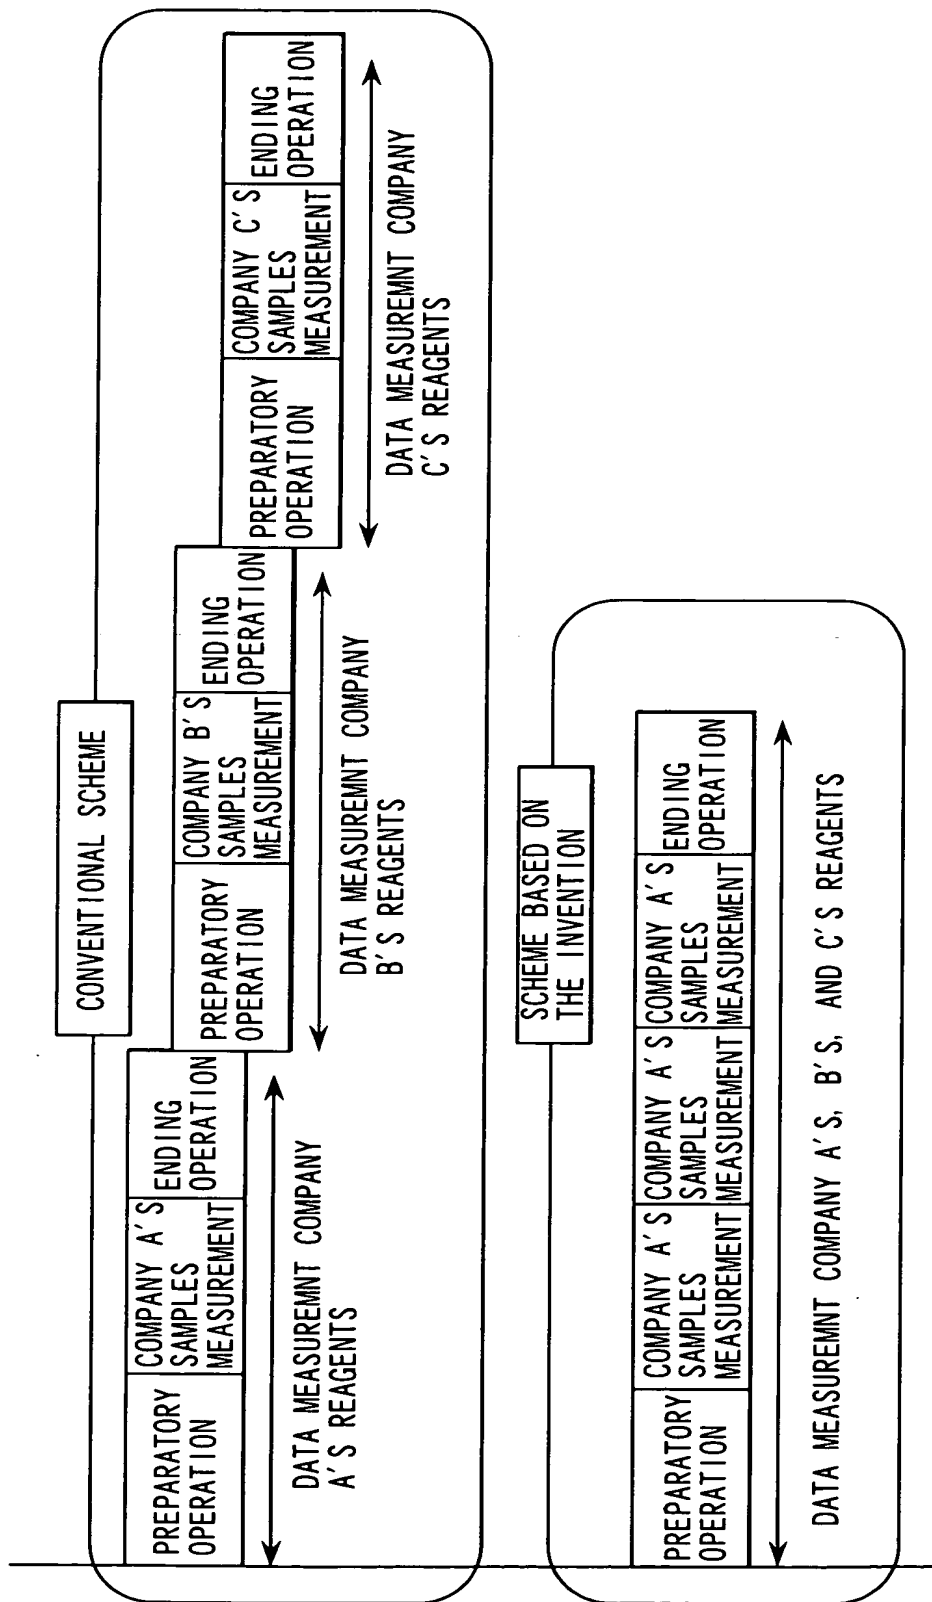 CONVENTIONAL SCHEME
PREPARATORY
OPERATION
COMPANY A'S
SAMPLES
MEASUREMENT
ENDING
OPERATION
DATA MEASUREMNT COMPANY
A'S REAGENTS
PREPARATORY
OPERATION
COMPANY B'S
SAMPLES
MEASUREMENT
ENDING
OPERATION
DATA MEASUREMNT COMPANY
B'S REAGENTS
PREPARATORY
OPERATION
COMPANY C'S
SAMPLES
MEASUREMENT
ENDING
OPERATION
DATA MEASUREMNT COMPANY
C'S REAGENTS
SCHEME BASED ON
THE INVENTION
PREPARATORY
OPERATION
COMPANY A'S
SAMPLES
MEASUREMENT
COMPANY A'S
SAMPLES
MEASUREMENT
COMPANY A'S
SAMPLES
MEASUREMENT
ENDING
OPERATION
DATA MEASUREMNT COMPANY A'S, B'S, AND C'S REAGENTS